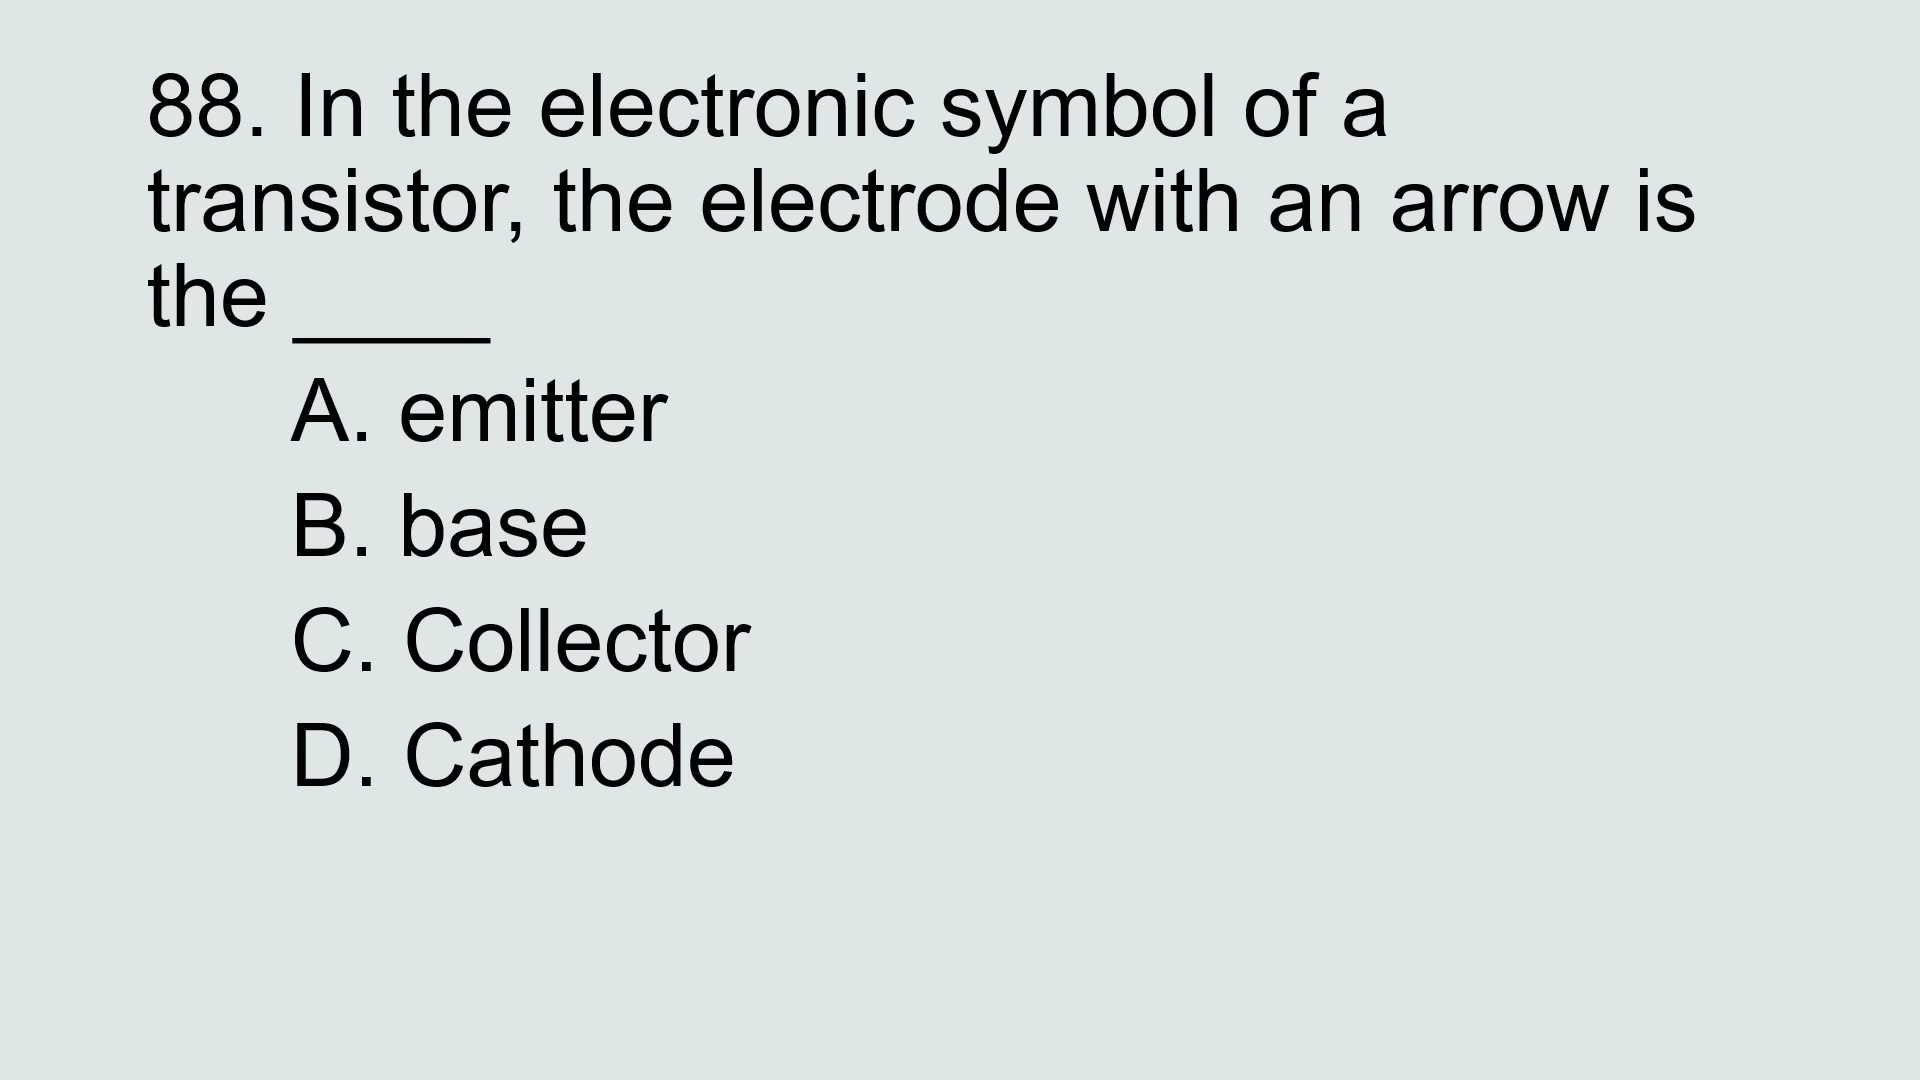 88. In the electronic symbol of a
transistor, the electrode with an arrow is
the ____
A. emitter
B. base
C. Collector
D. Cathode